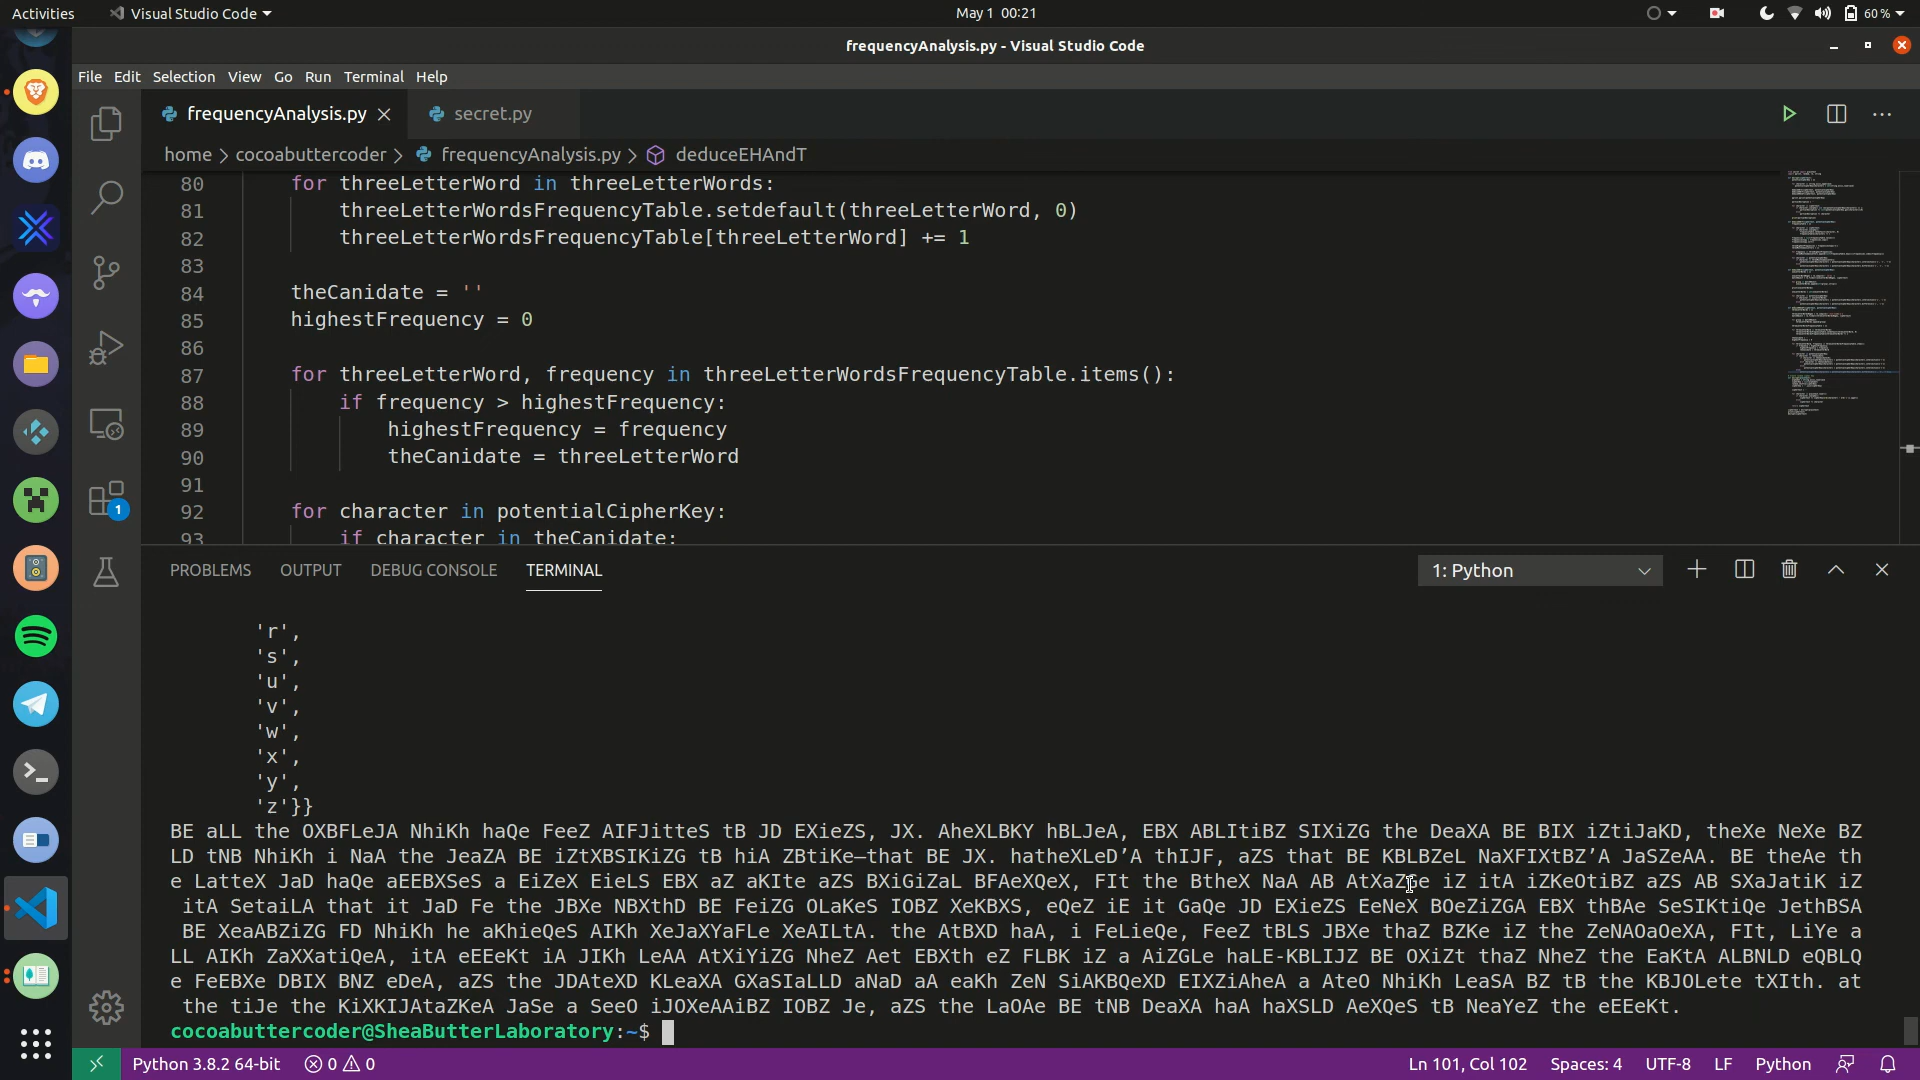 Activities Visual Studio Code May 1 00:21 60 %
frequencyAnalysis.py - Visual Studio Code
File Edit Selection View Go Run Terminal Help
frequencyAnalysis.py secret.py
home > cocoabuttercoder > frequencyAnalysis.py > deduceEHAndT
80 for threeLetterWord in threeLetterWords:
81 threeLetterWordsFrequencyTable.setdefault(threeLetterWord, 0)
82 threeLetterWordsFrequencyTable[threeLetterWord] += 1
83
84 theCanidate = ''
85 highestFrequency = 0
86
87 for threeLetterWord, frequency in threeLetterWordsFrequencyTable.items():
88 if frequency > highestFrequency:
89 highestFrequency = frequency
90 theCanidate = threeLetterWord
91
92 for character in potentialCipherKey:
93 if character in theCanidate:
1
PROBLEMS OUTPUT DEBUG CONSOLE TERMINAL 1: Python
'r',
's',
'u',
'v',
'w',
'x',
'y',
'z'}}
BE aLL the OXBFLeJA NhiKh haQe FeeZ AIFJitteS tB JD EXieZS, JX. AheXLBKY hBLJeA, EBX ABLItiBZ SIXiZG the DeaXA BE BIX iZtiJaKD, theXe NeXe BZ
LD tNB NhiKh i NaA the JeaZA BE iZtXBSIKiZG tB hiA ZBtiKe—that BE JX. hatheXLeD’A thIJF, aZS that BE KBLBZeL NaXFIXtBZ’A JaSZeAA. BE theAe th
e LatteX JaD haQe aEEBXSeS a EiZeX EieLS EBX aZ aKIte aZS BXiGiZaL BFAeXQeX, FIt the BtheX NaA AB AtXaZGe iZ itA iZKeOtiBZ aZS AB SXaJatiK iZ
itA SetaiLA that it JaD Fe the JBXe NBXthD BE FeiZG OLaKeS IOBZ XeKBXS, eQeZ iE it GaQe JD EXieZS EeNeX BOeZiZGA EBX thBAe SeSIKtiQe JethBSA
BE XeaABZiZG FD NhiKh he aKhieQeS AIKh XeJaXYaFLe XeAILtA. the AtBXD haA, i FeLieQe, FeeZ tBLS JBXe thaZ BZKe iZ the ZeNAOaOeXA, FIt, LiYe a
LL AIKh ZaXXatiQeA, itA eEEeKt iA JIKh LeAA AtXiYiZG NheZ Aet EBXth eZ FLBK iZ a AiZGLe haLE-KBLIJZ BE OXiZt thaZ NheZ the EaKtA ALBNLD eQBLQ
e FeEBXe DBIX BNZ eDeA, aZS the JDAteXD KLeaXA GXaSIaLLD aNaD aA eaKh ZeN SiAKBQeXD EIXZiAheA a AteO NhiKh LeaSA BZ tB the KBJOLete tXIth. at
the tiJe the KiXKIJAtaZKeA JaSe a SeeO iJOXeAAiBZ IOBZ Je, aZS the LaOAe BE tNB DeaXA haA haXSLD AeXQeS tB NeaYeZ the eEEeKt.
cocoabuttercoder@SheaButterLaboratory:~$
Python 3.8.2 64-bit 0 0 Ln 101, Col 102 Spaces: 4 UTF-8 LF Python